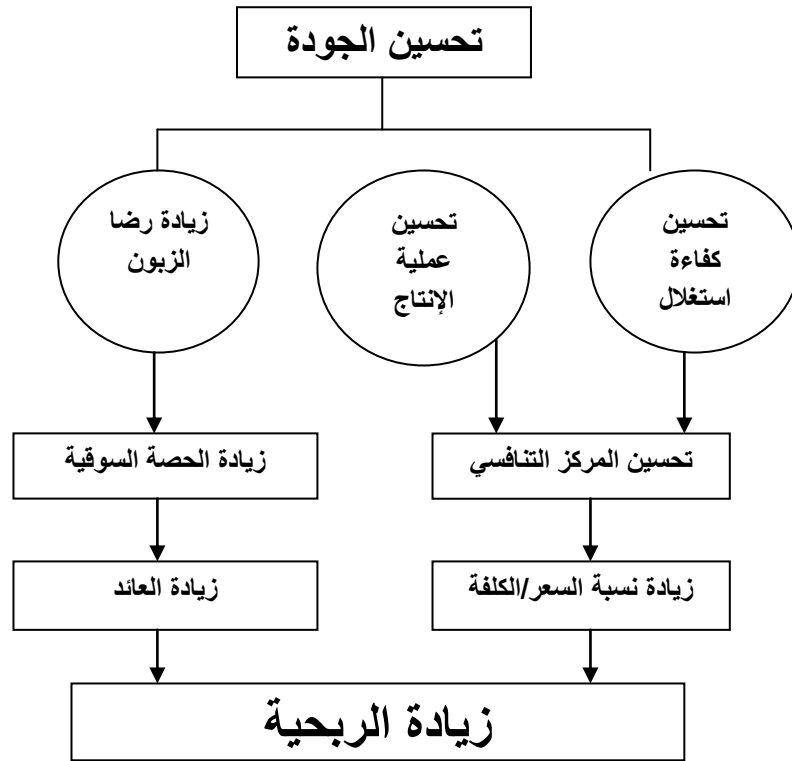 تحسين الجودة
تحسين
كفاءة
استغلال
تحسين
عملية
الإنتاج
زيادة رضا
الزبون
تحسين المركز التنافسي
زيادة الحصة السوقية
زيادة نسبة السعر/الكلفة
زيادة العائد
زيادة الربحية